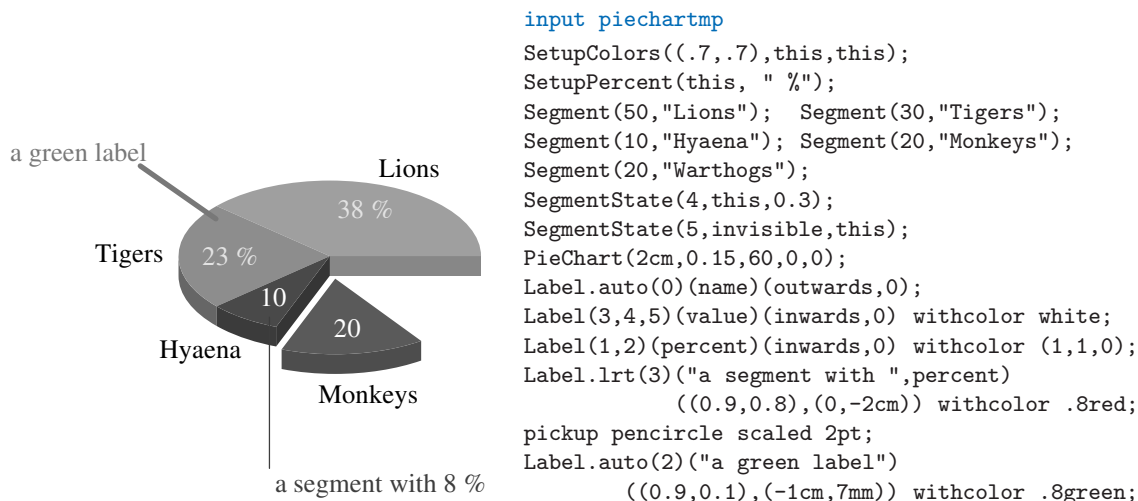 a green label
Lions
38 %
Tigers
23 %
10
20
Hyaena
Monkeys
a segment with 8 %
input piechartmp
SetupColors((.7,.7),this,this);
SetupPercent(this, " %");
Segment(50,"Lions"); Segment(30,"Tigers");
Segment(10,"Hyaena"); Segment(20,"Monkeys");
Segment(20,"Warthogs");
SegmentState(4,this,0.3);
SegmentState(5,invisible,this);
PieChart(2cm,0.15,60,0,0);
Label.auto(0)(name)(outwards,0);
Label(3,4,5)(value)(inwards,0) withcolor white;
Label(1,2)(percent)(inwards,0) withcolor (1,1,0);
Label.lrt(3)("a segment with ",percent)
((0.9,0.8),(0,-2cm)) withcolor .8red;
pickup pencircle scaled 2pt;
Label.auto(2)("a green label")
((0.9,0.1),(-1cm,7mm)) withcolor .8green;